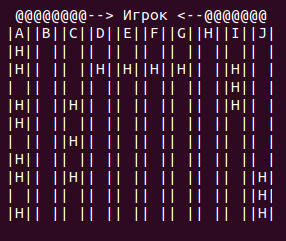 @@@@@@@@--> Игрок <--@@@@@@@
|A||B||C||D||E||F||G||H||I||J|
|H|| || || || || || || || || |
|H|| || ||H||H||H||H|| ||H|| |
| || || || || || || || ||H|| |
|H|| ||H|| || || || || ||H|| |
|H|| || || || || || || || || |
| || ||H|| || || || || || || |
|H|| || || || || || || || || |
|H|| ||H|| || || || || || ||H|
| || || || || || || || || ||H|
|H|| || || || || || || || ||H|